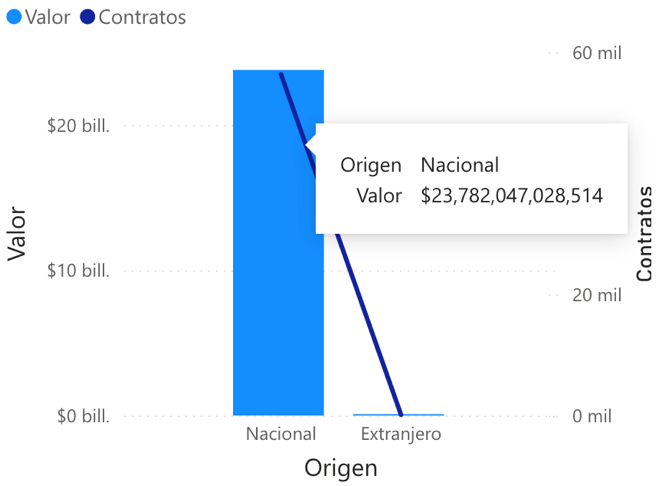 Valor Contratos
60 mil
$20 bill.
Origen Nacional
Valor $23,782,047,028,514
Valor
Contratos
$10 bill.
20 mil
$0 bill.
0 mil
Nacional Extranjero
Origen